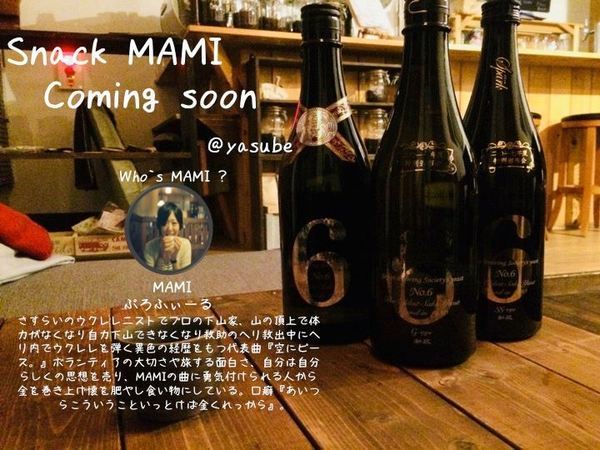 Snack MAMI
Coming soon
@yasube
Who's MAMI ?
MAMI
ぷろふぃーる
さすらいのウクレレニストでプロの下山家、山の頂上で体
力がなくなり自力下山できなくなり救助のヘリ救出中にヘ
リ内でウクレレを弾く異色の経歴をもつ代表曲『空にピー
ス。』ボランティアの大切さや旅する面白さ、自分は自分
らしくの思想を売り、MAMIの曲に勇気付けられる人から
金を巻き上げ懐を肥やし食い物にしている。口癖『あいつ
らこういうこといっとけば金くれっから』。
6
No.6
No.6
G-type
Spark
6
No.6